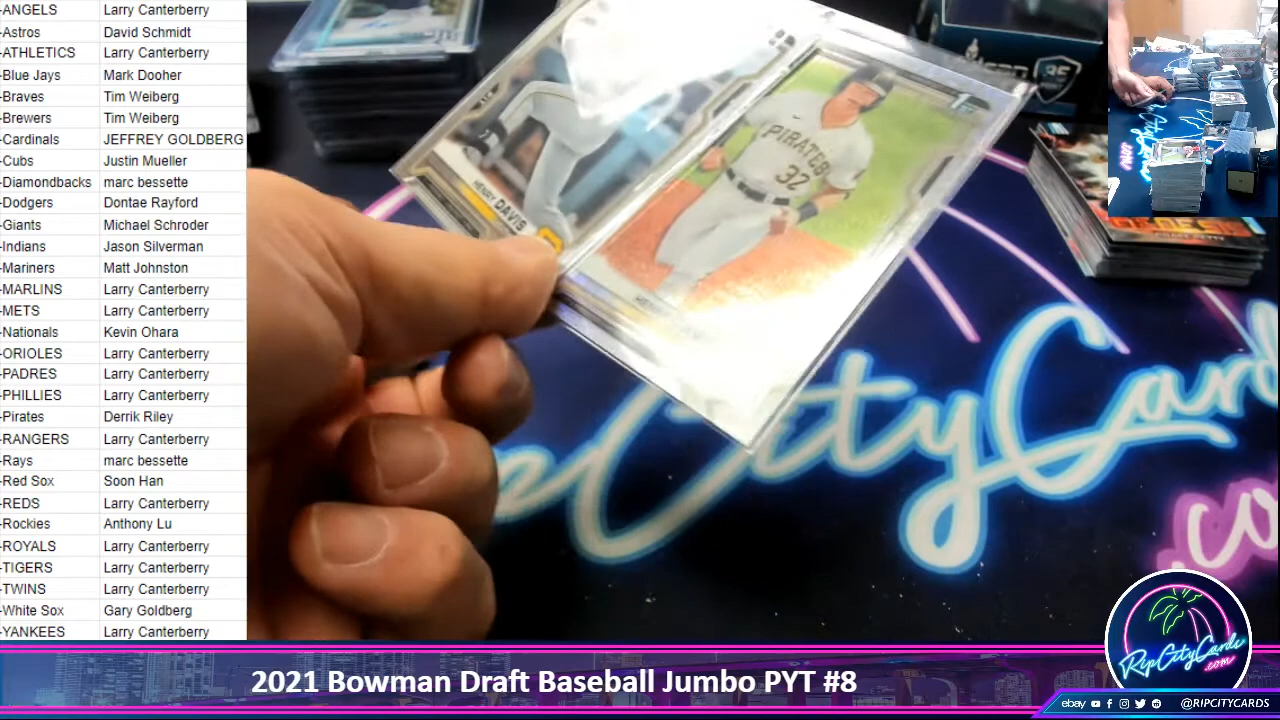 -ANGELS Larry Canterberry
-Astros David Schmidt
-ATHLETICS Larry Canterberry
-Blue Jays Mark Dooher
-Braves Tim Weiberg
-Brewers Tim Weiberg
-Cardinals JEFFREY GOLDBERG
-Cubs Justin Mueller
-Diamondbacks marc bessette
-Dodgers Dontae Rayford
-Giants Michael Schroder
-Indians Jason Silverman
-Mariners Matt Johnston
-MARLINS Larry Canterberry
-METS Larry Canterberry
-Nationals Kevin Ohara
-ORIOLES Larry Canterberry
-PADRES Larry Canterberry
-PHILLIES Larry Canterberry
-Pirates Derrik Riley
-RANGERS Larry Canterberry
-Rays marc bessette
-Red Sox Soon Han
-REDS Larry Canterberry
-Rockies Anthony Lu
-ROYALS Larry Canterberry
-TIGERS Larry Canterberry
-TWINS Larry Canterberry
-White Sox Gary Goldberg
-YANKEES Larry Canterberry
HENRY DAVIS
PIRATES
32
RipCityCard
.co
RipCityCards
.com
2021 Bowman Draft Baseball Jumbo PYT #8
ebay @RIPCITYCARDS